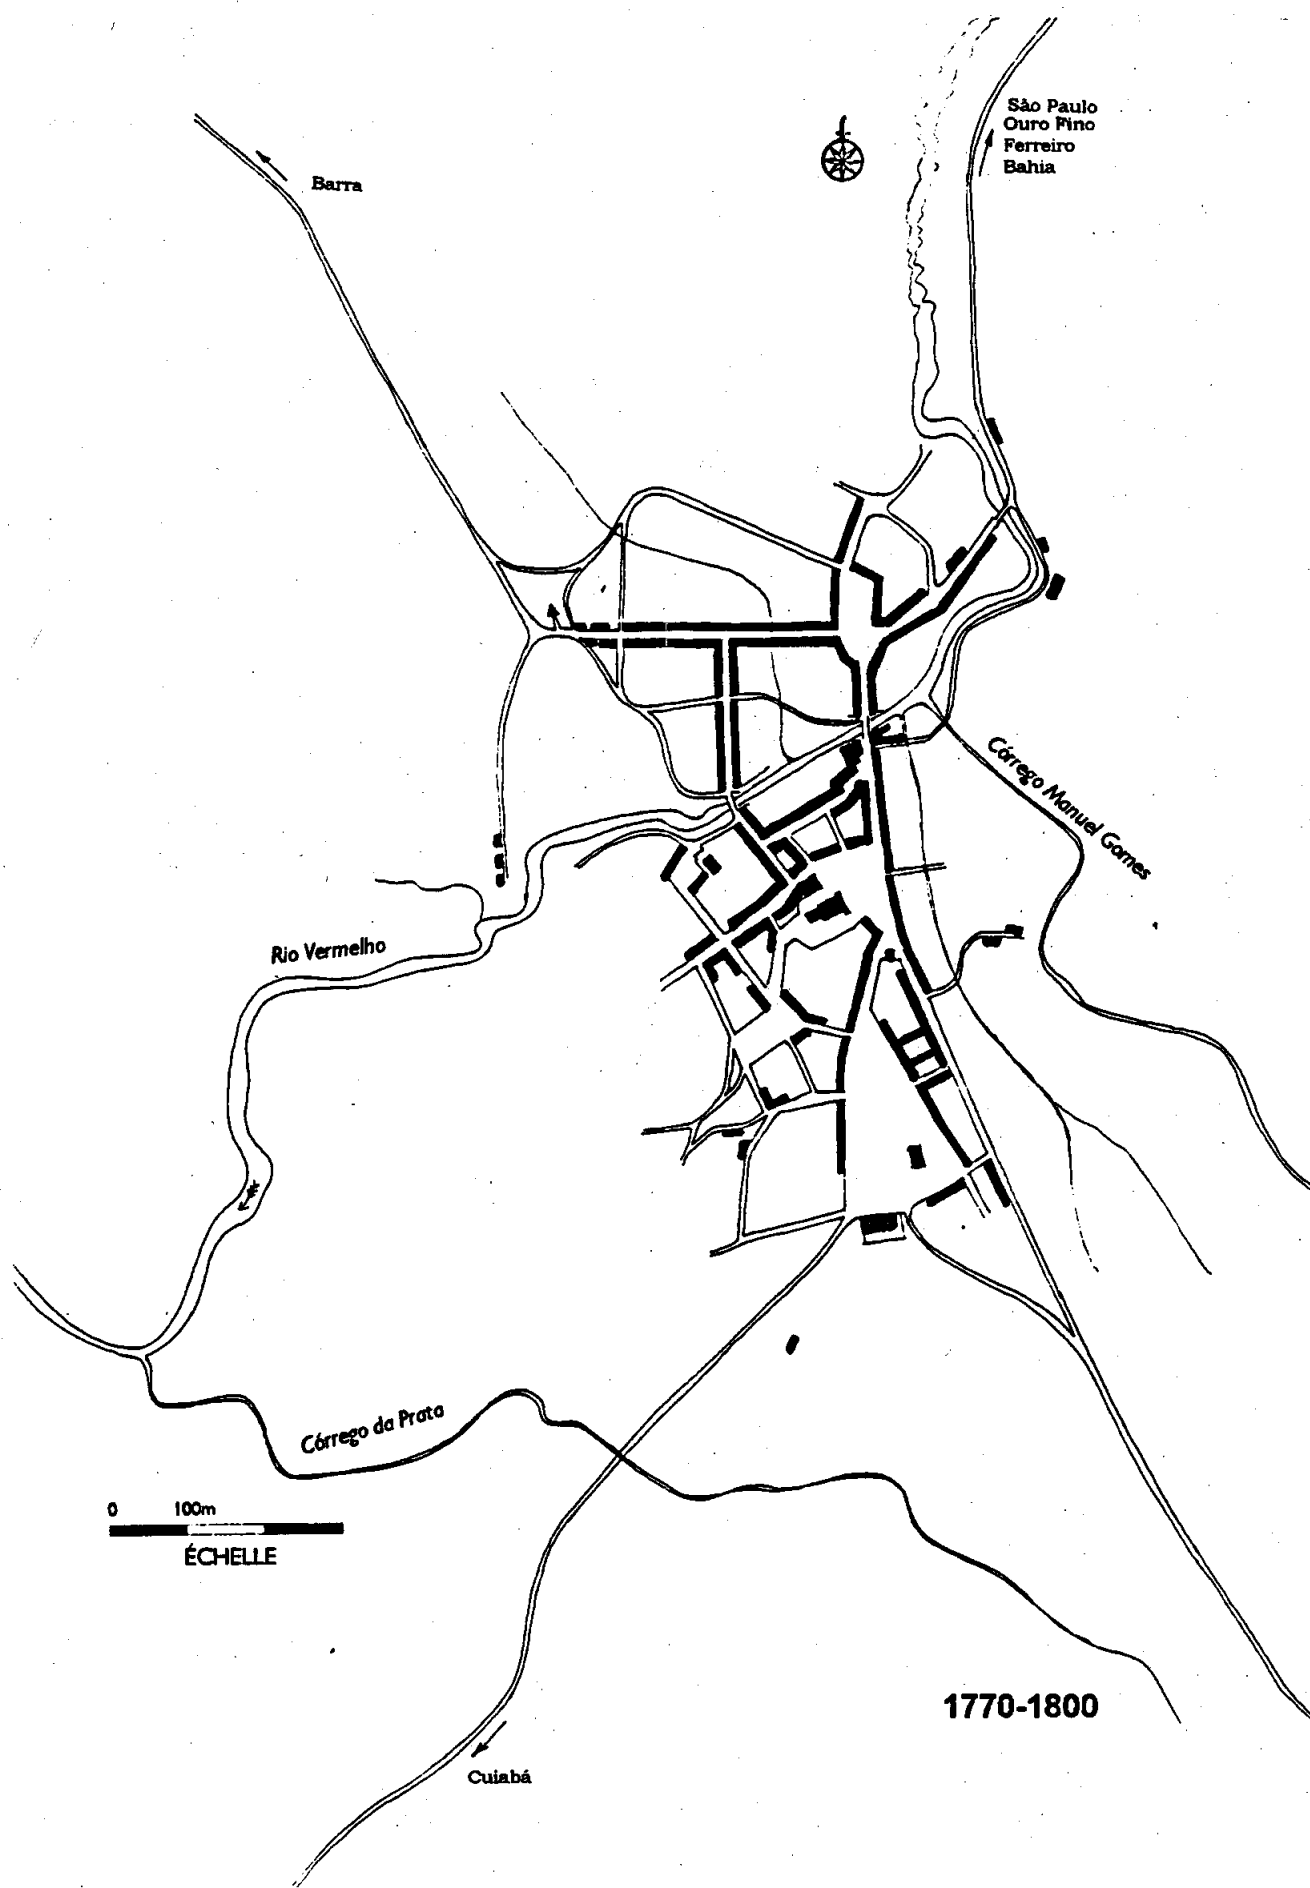 São Paulo
Ouro Fino
Ferreiro
Bahia
Barra
Córrego Manuel Gomes
Rio Vermelho
Córrego da Prata
0 100m
ÉCHELLE
1770-1800
Cuiabá